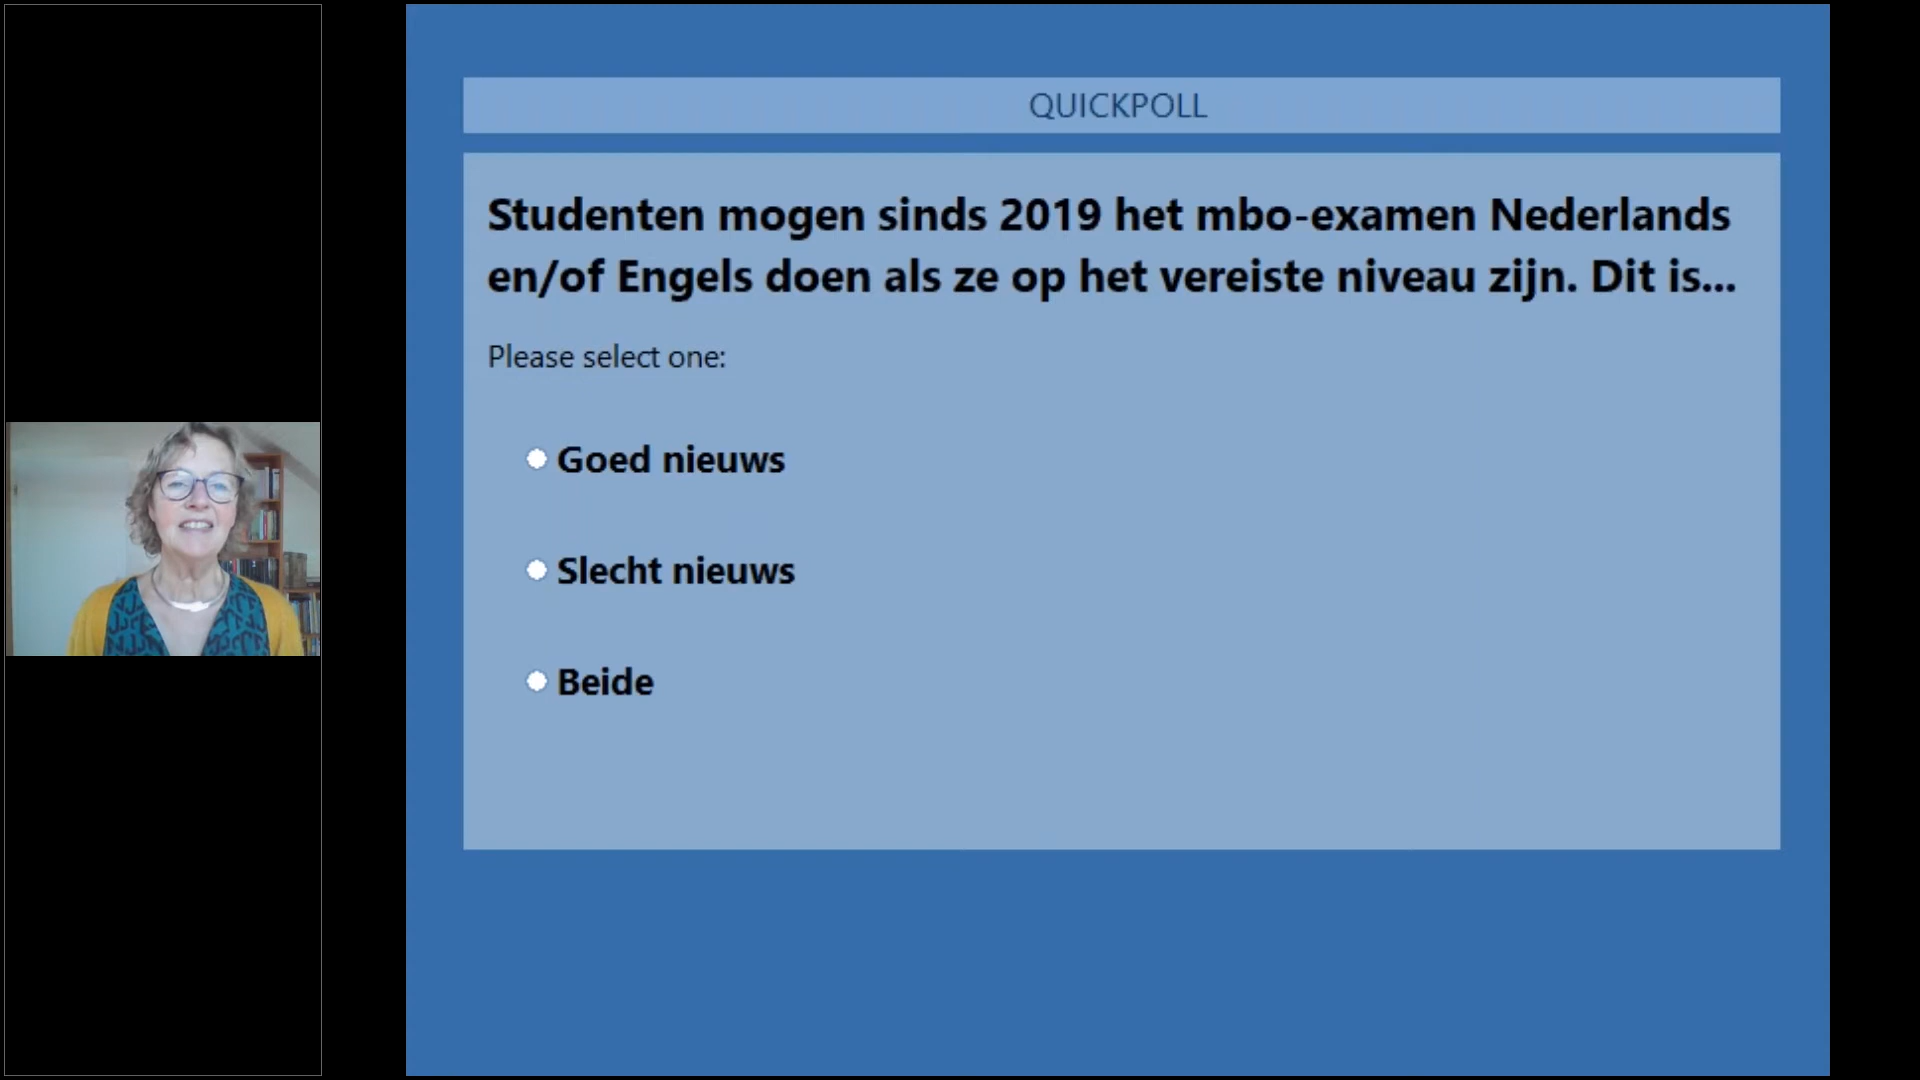 QUICKPOLL
Studenten mogen sinds 2019 het mbo-examen Nederlands
en/of Engels doen als ze op het vereiste niveau zijn. Dit is...
Please select one:
Goed nieuws
Slecht nieuws
Beide